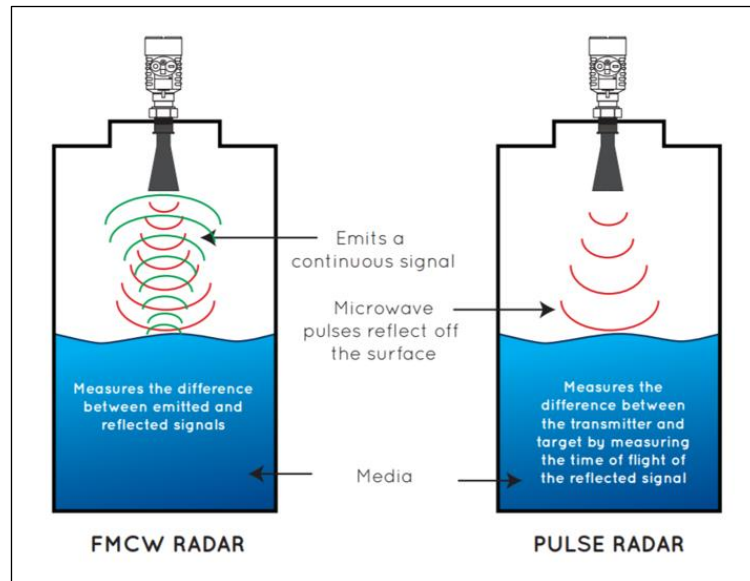 Emits a
continuous signal
Microwave
pulses reflect off
the surface
Measures the difference
between emitted and
reflected signals
Measures the
difference between
the transmitter and
target by measuring
the time of flight of
the reflected signal
Media
FMCW RADAR
PULSE RADAR